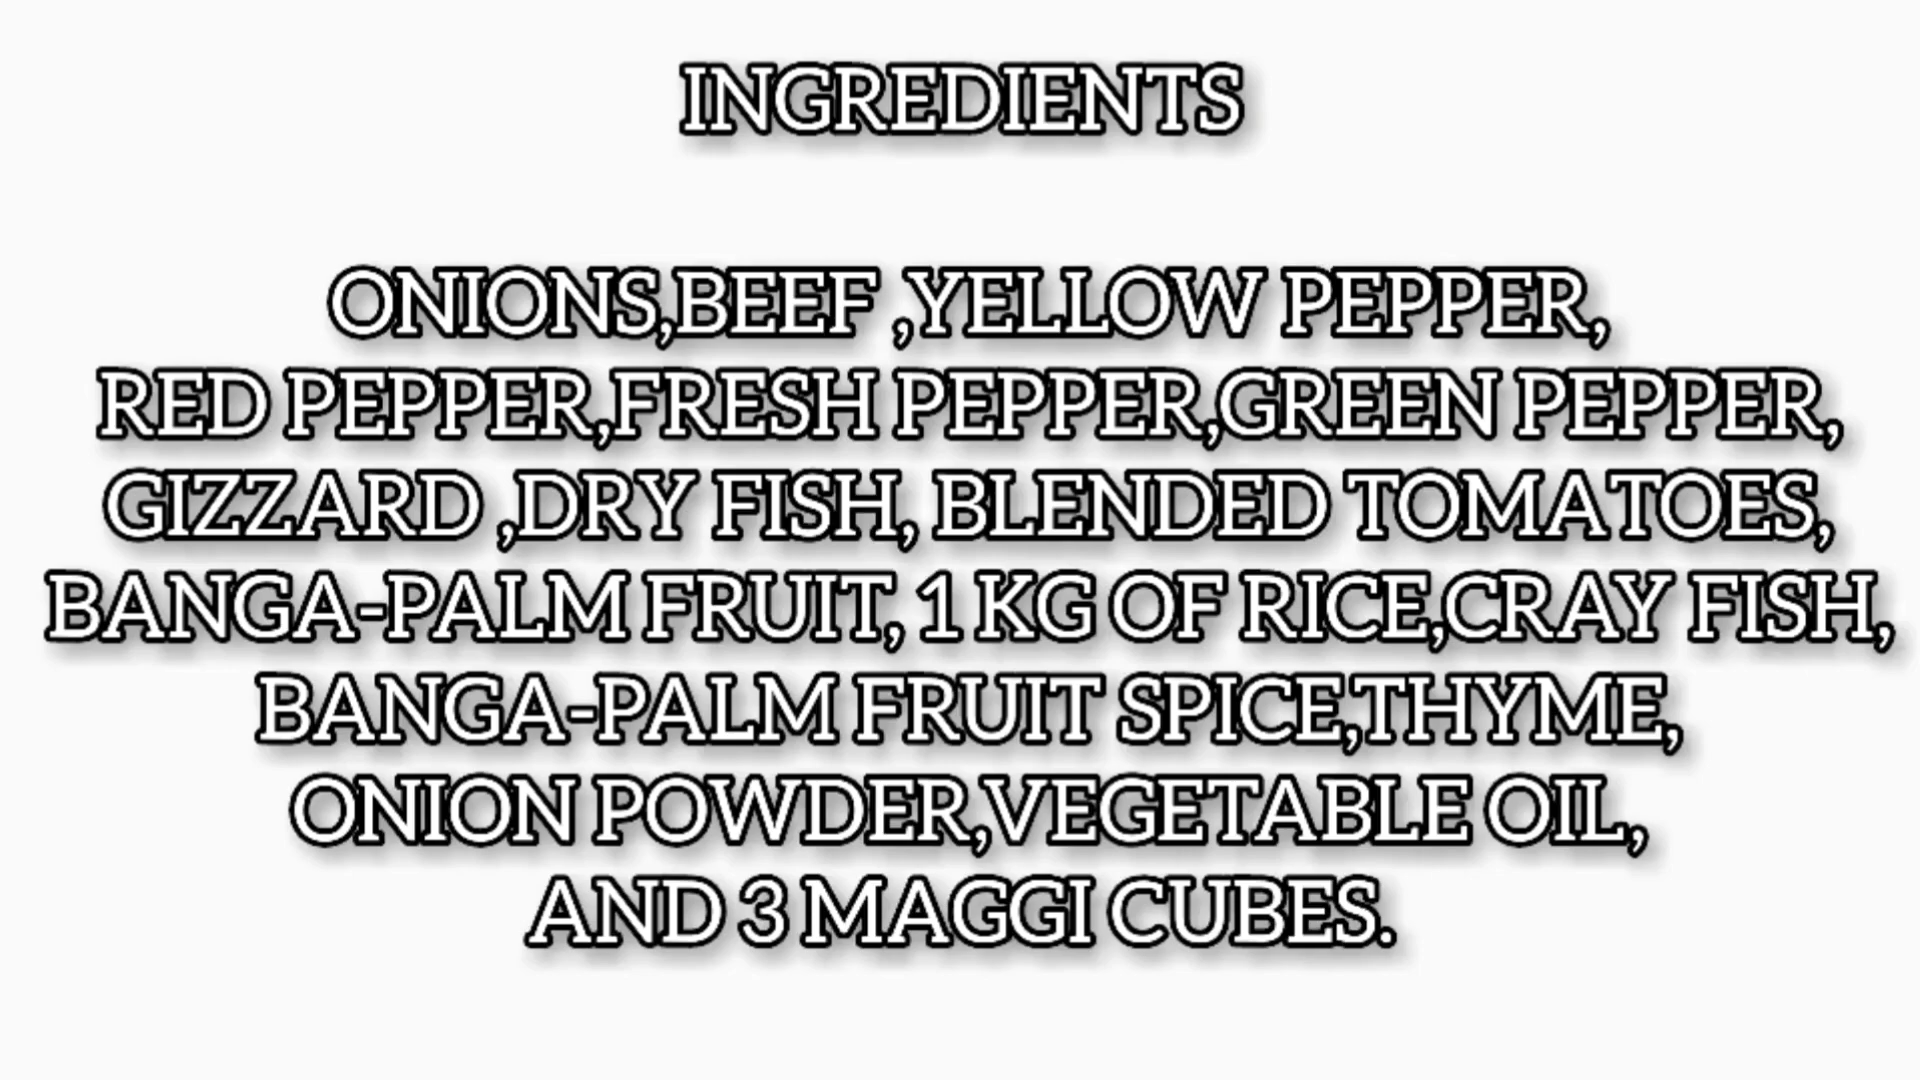 INGREDIENTS
ONIONS,BEEF ,YELLOW PEPPER,
RED PEPPER,FRESH PEPPER,GREEN PEPPER,
GIZZARD ,DRY FISH, BLENDED TOMATOES,
BANGA-PALM FRUIT, 1 KG OF RICE,CRAY FISH,
BANGA-PALM FRUIT SPICE,THYME,
ONION POWDER,VEGETABLE OIL,
AND 3 MAGGI CUBES.